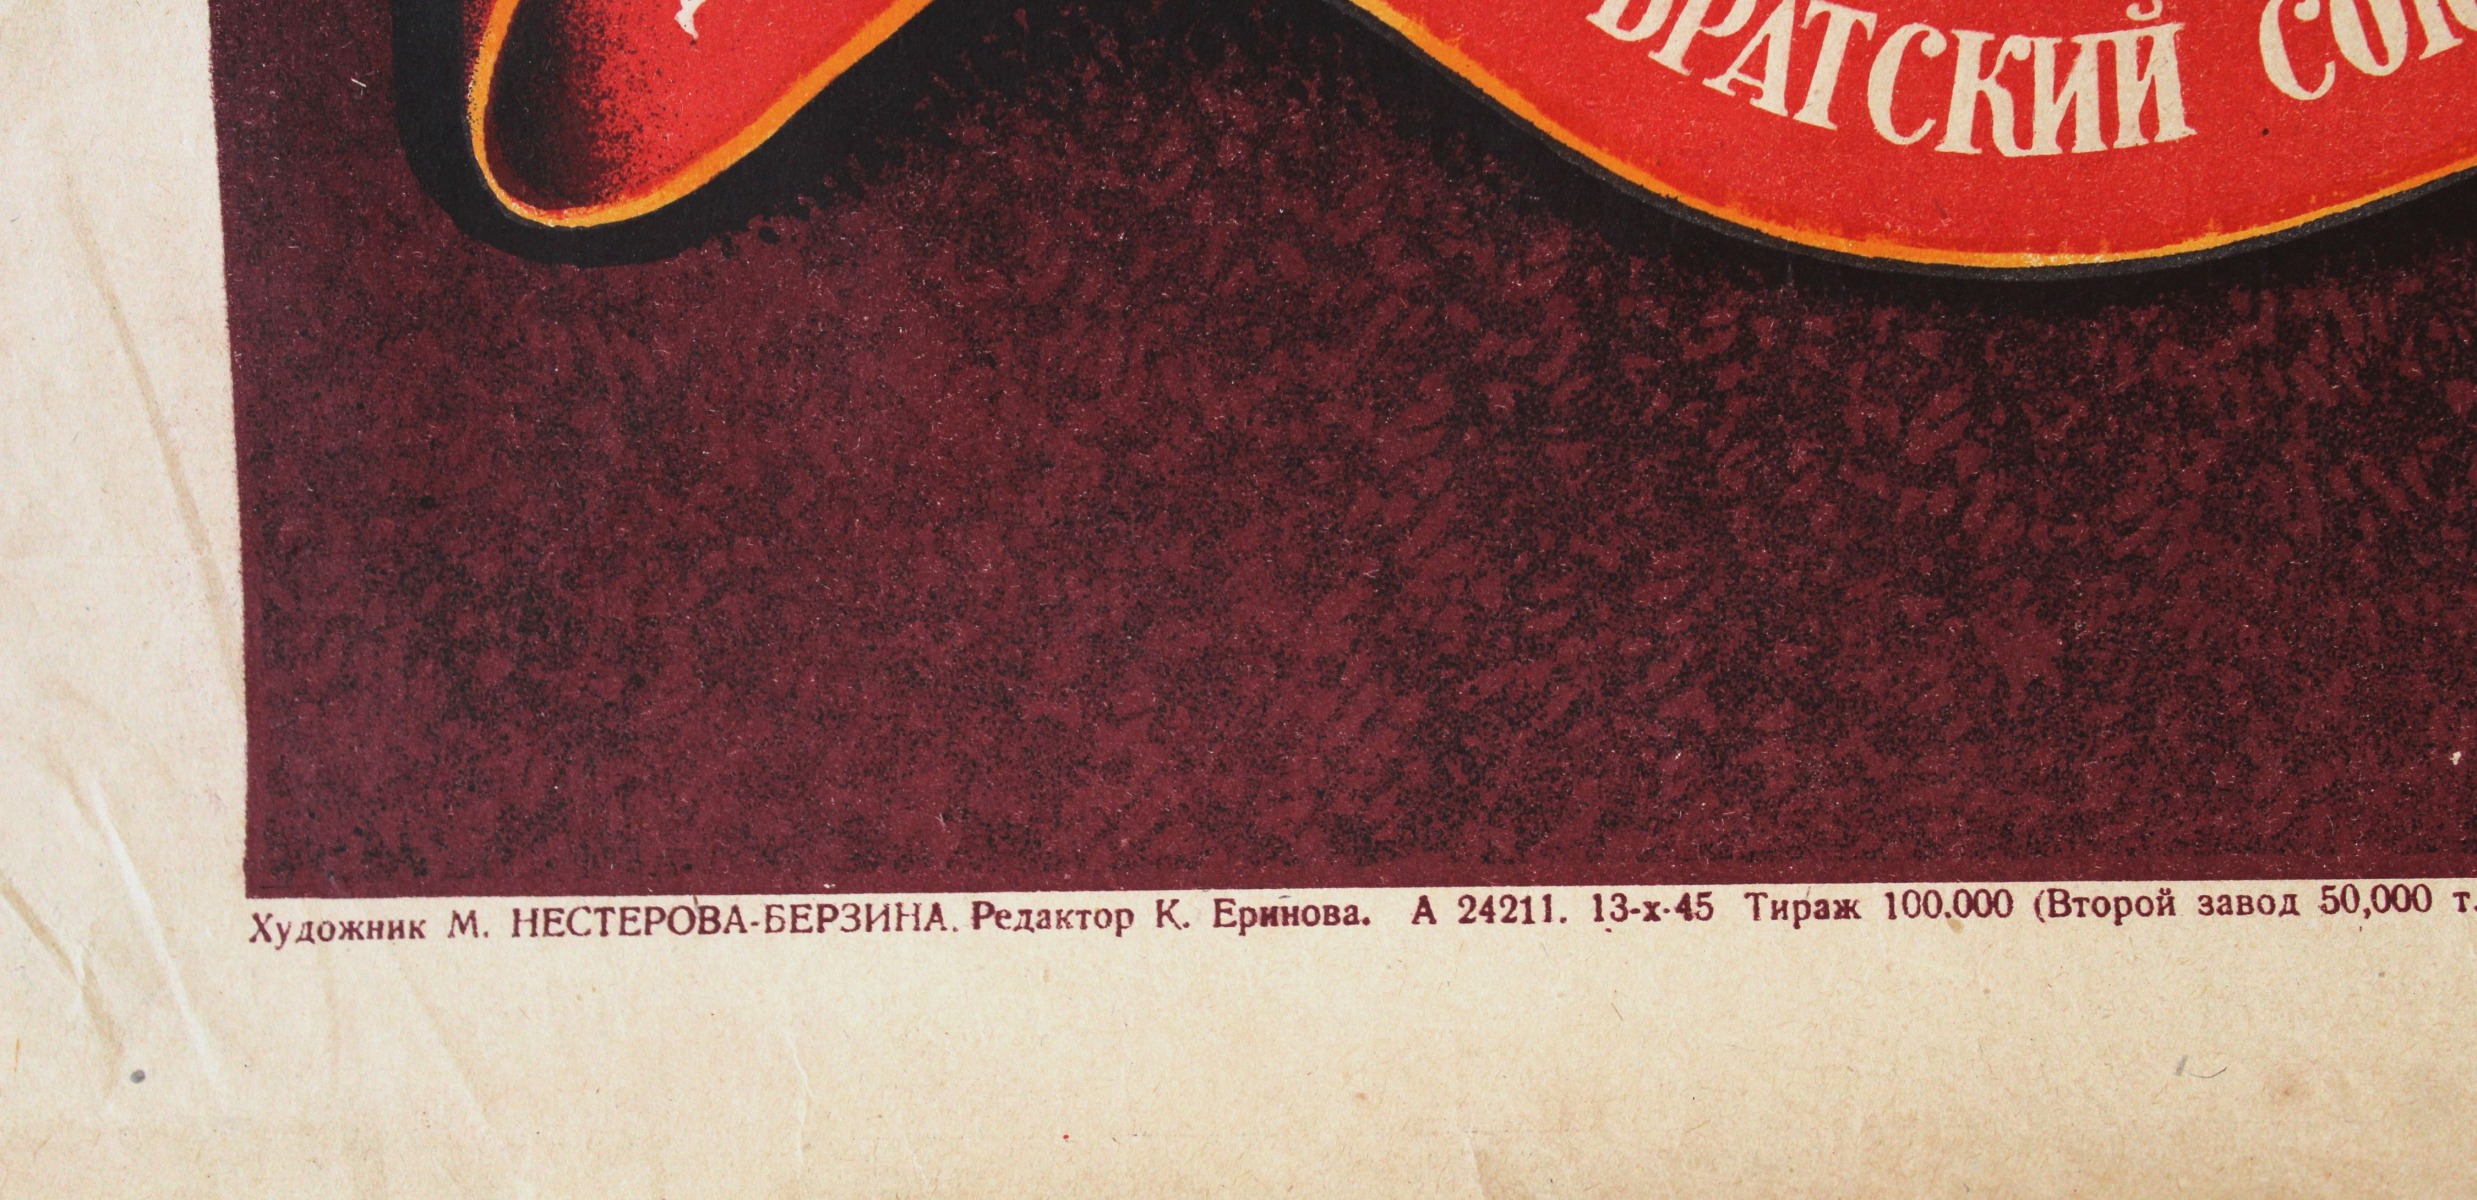 БРАТСКИЙ
Художник М. НЕСТЕРОВА-БЕРЗИНА. Редактор К. Еринова. А 24211. 13-х-45 Тираж 100.000 (Второй завод 50,000 т.